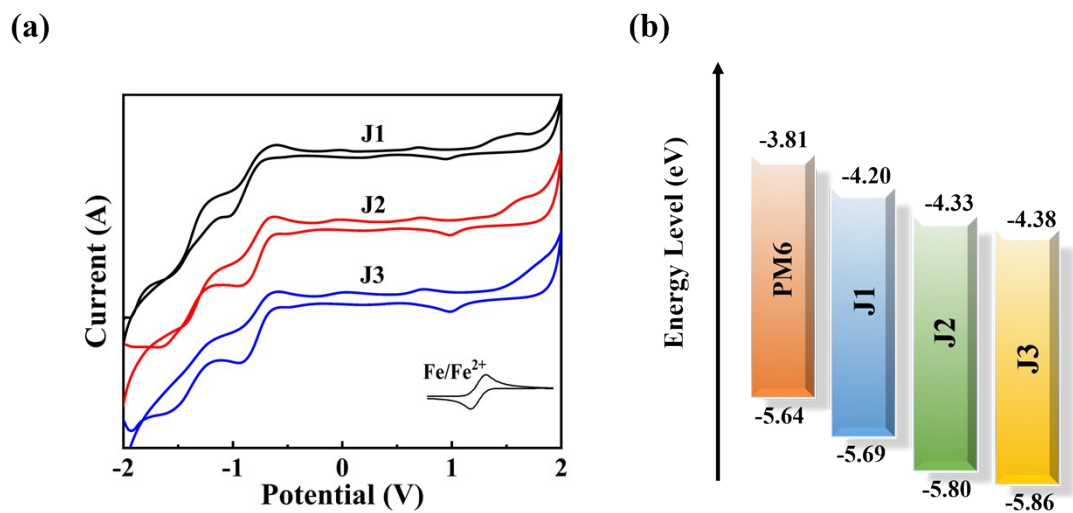 (a)
J1
J2
J3
Fe/Fe²⁺
Current (A)
-2 -1 0 1 2
Potential (V)
(b)
Energy Level (eV)
-3.81
PM6
-5.64
-4.20
J1
-5.69
-4.33
J2
-5.80
-4.38
J3
-5.86